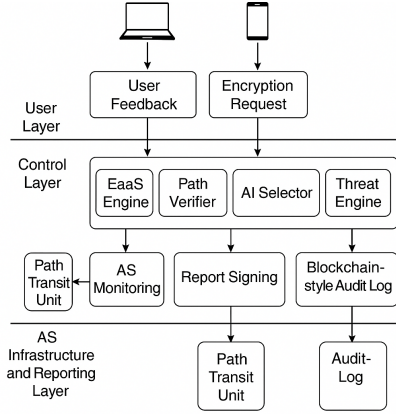 User
Feedback
Encryption
Request
User
Layer
Control
Layer
EaaS
Engine
Path
Verifier
AI Selector
Threat
Engine
Path
Transit
Unit
AS
Monitoring
Report Signing
Blockchain-
style Audit Log
AS
Infrastructure
and Reporting
Layer
Path
Transit
Unit
Audit-
Log